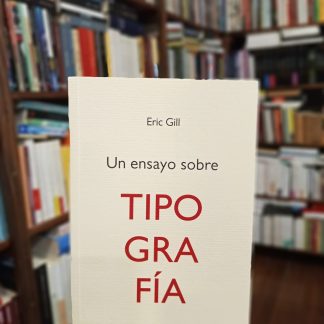 Eric Gill
Un ensayo sobre
TIPO
GRA
FÍA